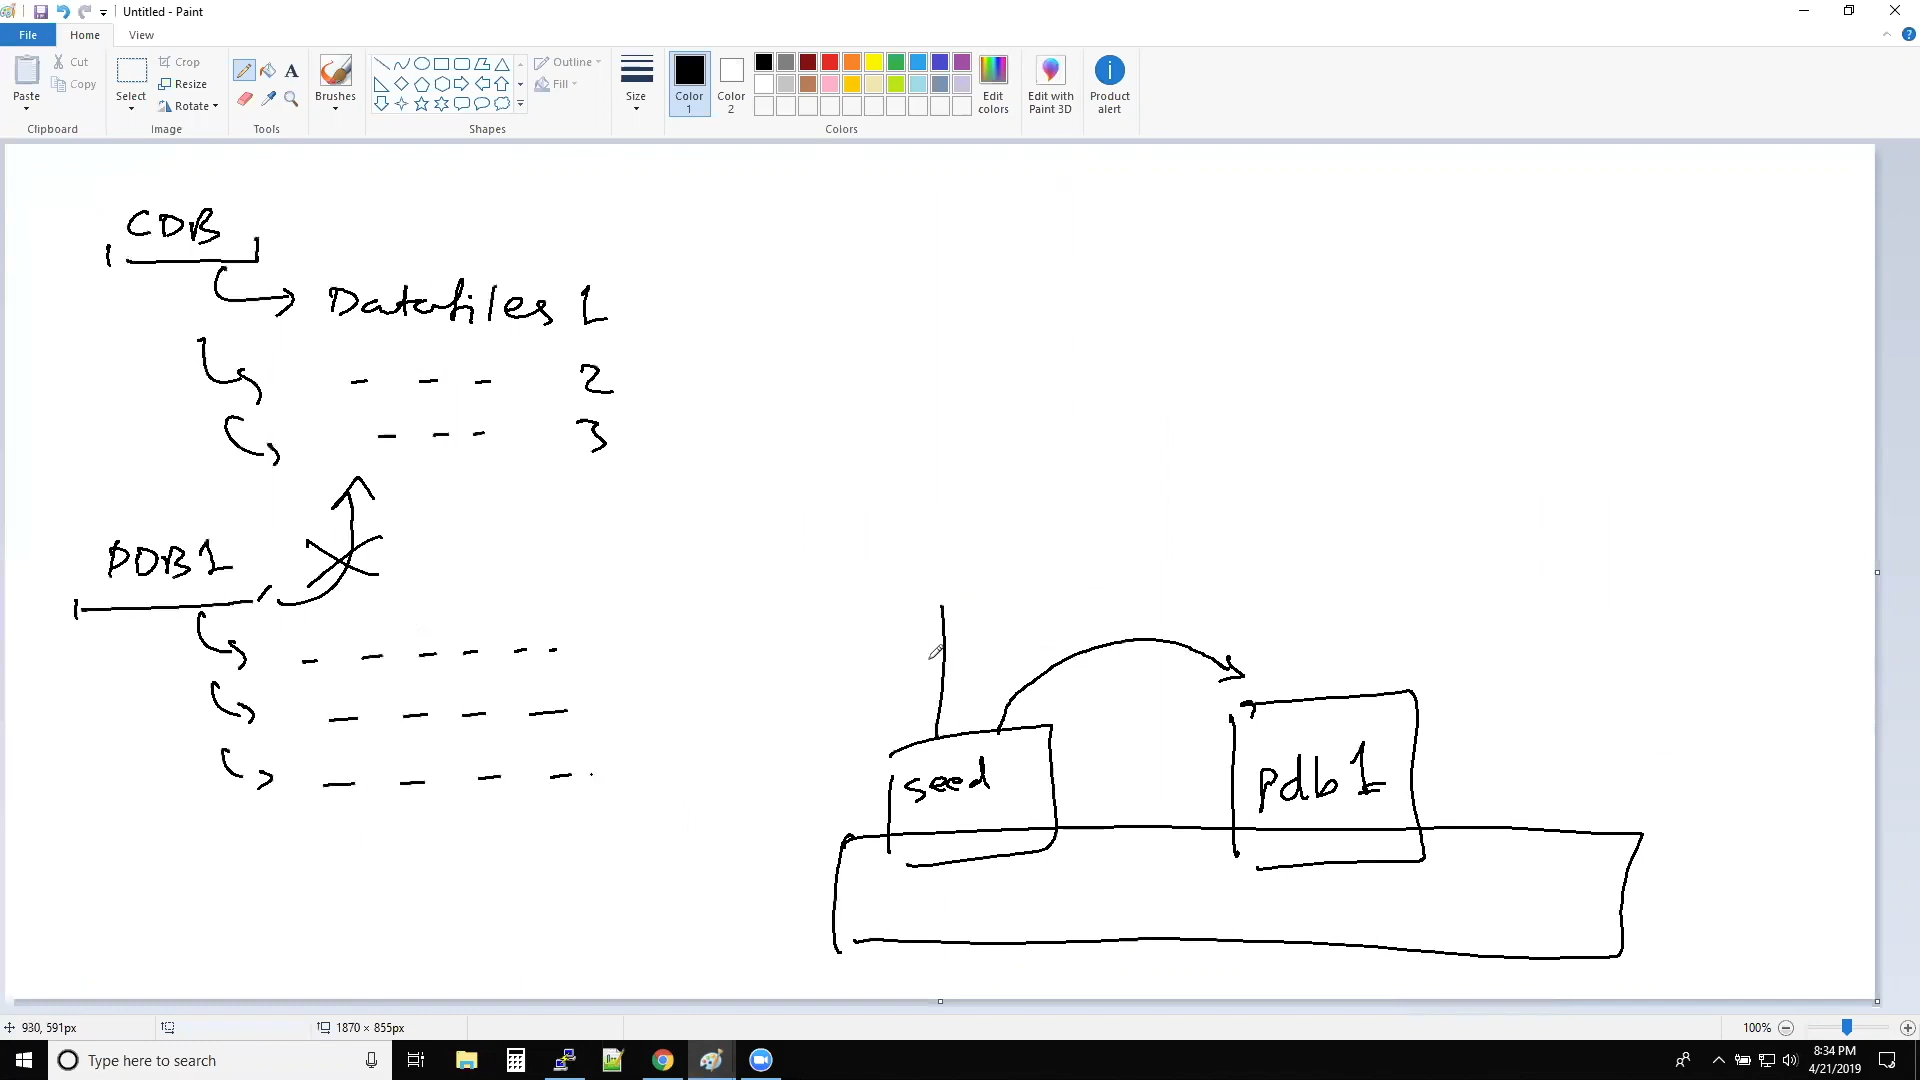 Untitled - Paint
File Home View
Paste
Cut
Copy
Clipboard
Select
Crop
Resize
Rotate
Image
Tools
Brushes
Shapes
Outline
Fill
Size
Color 1
Color 2
Edit colors
Colors
Edit with Paint 3D
Product alert
CDB
Datafiles 1
2
3
PDB1
seed
pdb1
930, 591px
1870 × 855px
100%
Type here to search
8:34 PM
4/21/2019